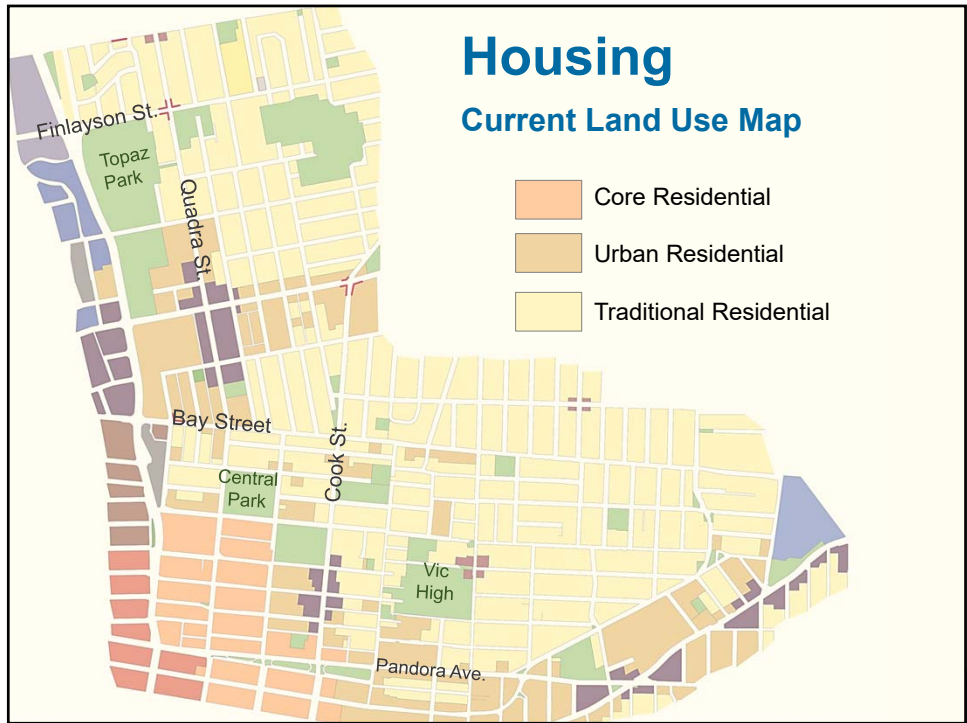 Housing
Current Land Use Map
Core Residential
Urban Residential
Traditional Residential
Finlayson St.
Topaz
Park
Quadra St.
Bay Street
Cook St.
Central
Park
Vic
High
Pandora Ave.